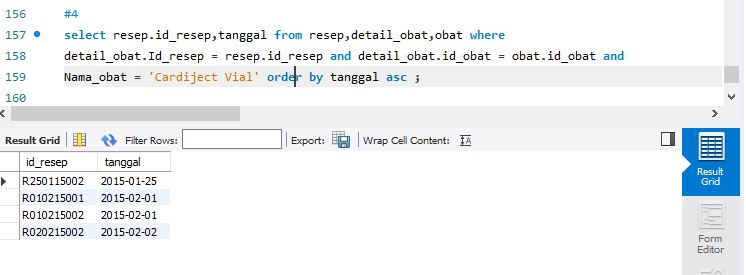 156 #4
157 select resep.id_resep,tanggal from resep,detail_obat,obat where
158 detail_obat.Id_resep = resep.id_resep and detail_obat.id_obat = obat.id_obat and
159 Nama_obat = 'Cardiject Vial' order by tanggal asc ;
160
Result Grid Filter Rows: Export: Wrap Cell Content: IA
id_resep tanggal
R250115002 2015-01-25
R010215001 2015-02-01
R010215002 2015-02-01
R020215002 2015-02-02
Result
Grid
Form
Editor